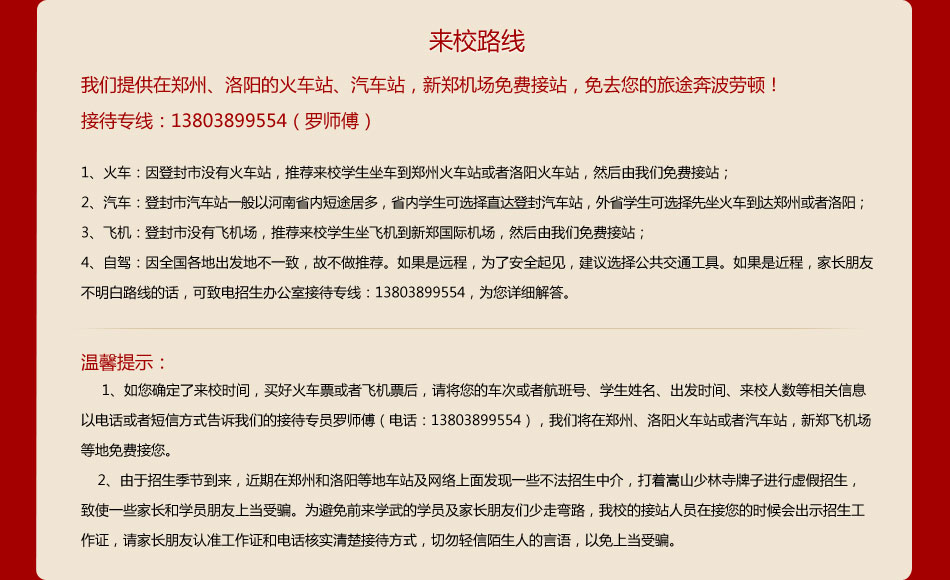 来校路线
我们提供在郑州、洛阳的火车站、汽车站，新郑机场免费接站，免去您的旅途奔波劳顿！
接待专线：13803899554（罗师傅）
1、火车：因登封市没有火车站，推荐来校学生坐车到郑州火车站或者洛阳火车站，然后由我们免费接站；
2、汽车：登封市汽车站一般以河南省内短途居多，省内学生可选择直达登封汽车站，外省学生可选择先坐火车到达郑州或者洛阳；
3、飞机：登封市没有飞机场，推荐来校学生坐飞机到新郑国际机场，然后由我们免费接站；
4、自驾：因全国各地出发地不一致，故不做推荐。如果是远程，为了安全起见，建议选择公共交通工具。如果是近程，家长朋友
不明白路线的话，可致电招生办公室接待专线：13803899554，为您详细解答。
温馨提示：
1、如您确定了来校时间，买好火车票或者飞机票后，请将您的车次或者航班号、学生姓名、出发时间、来校人数等相关信息
以电话或者短信方式告诉我们的接待专员罗师傅（电话：13803899554），我们将在郑州、洛阳火车站或者汽车站，新郑飞机场
等地免费接您。
2、由于招生季节到来，近期在郑州和洛阳等地车站及网络上面发现一些不法招生中介，打着嵩山少林寺牌子进行虚假招生，
致使一些家长和学员朋友上当受骗。为避免前来学武的学员及家长朋友们少走弯路，我校的接站人员在接您的时候会出示招生工
作证，请家长朋友认准工作证和电话核实清楚接待方式，切勿轻信陌生人的言语，以免上当受骗。